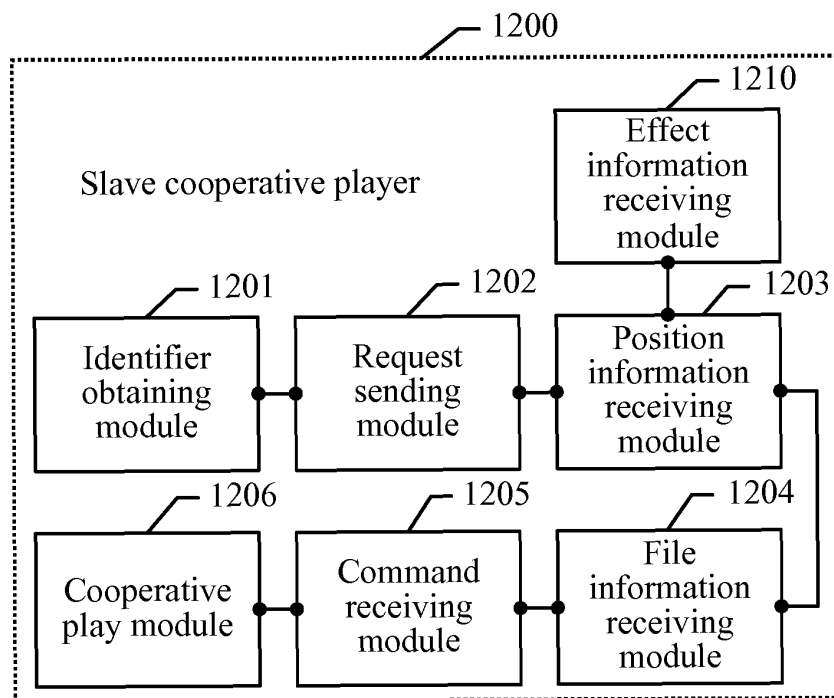 1200
1210
Effect
information
receiving
module
Slave cooperative player
1201
1202
1203
Identifier
obtaining
module
Request
sending
module
Position
information
receiving
module
1206
1205
1204
Cooperative
play module
Command
receiving
module
File
information
receiving
module